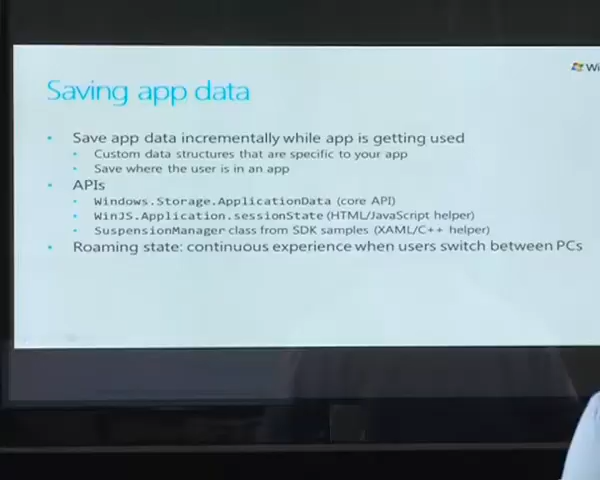 Wi
Saving app data
• Save app data incrementally while app is getting used
• Custom data structures that are specific to your app
• Save where the user is in an app
• APIs
• Windows.Storage.ApplicationData (core API)
• WinJS.Application.sessionState (HTML/JavaScript helper)
• SuspensionManager class from SDK samples (XAML/C++ helper)
• Roaming state: continuous experience when users switch between PCs